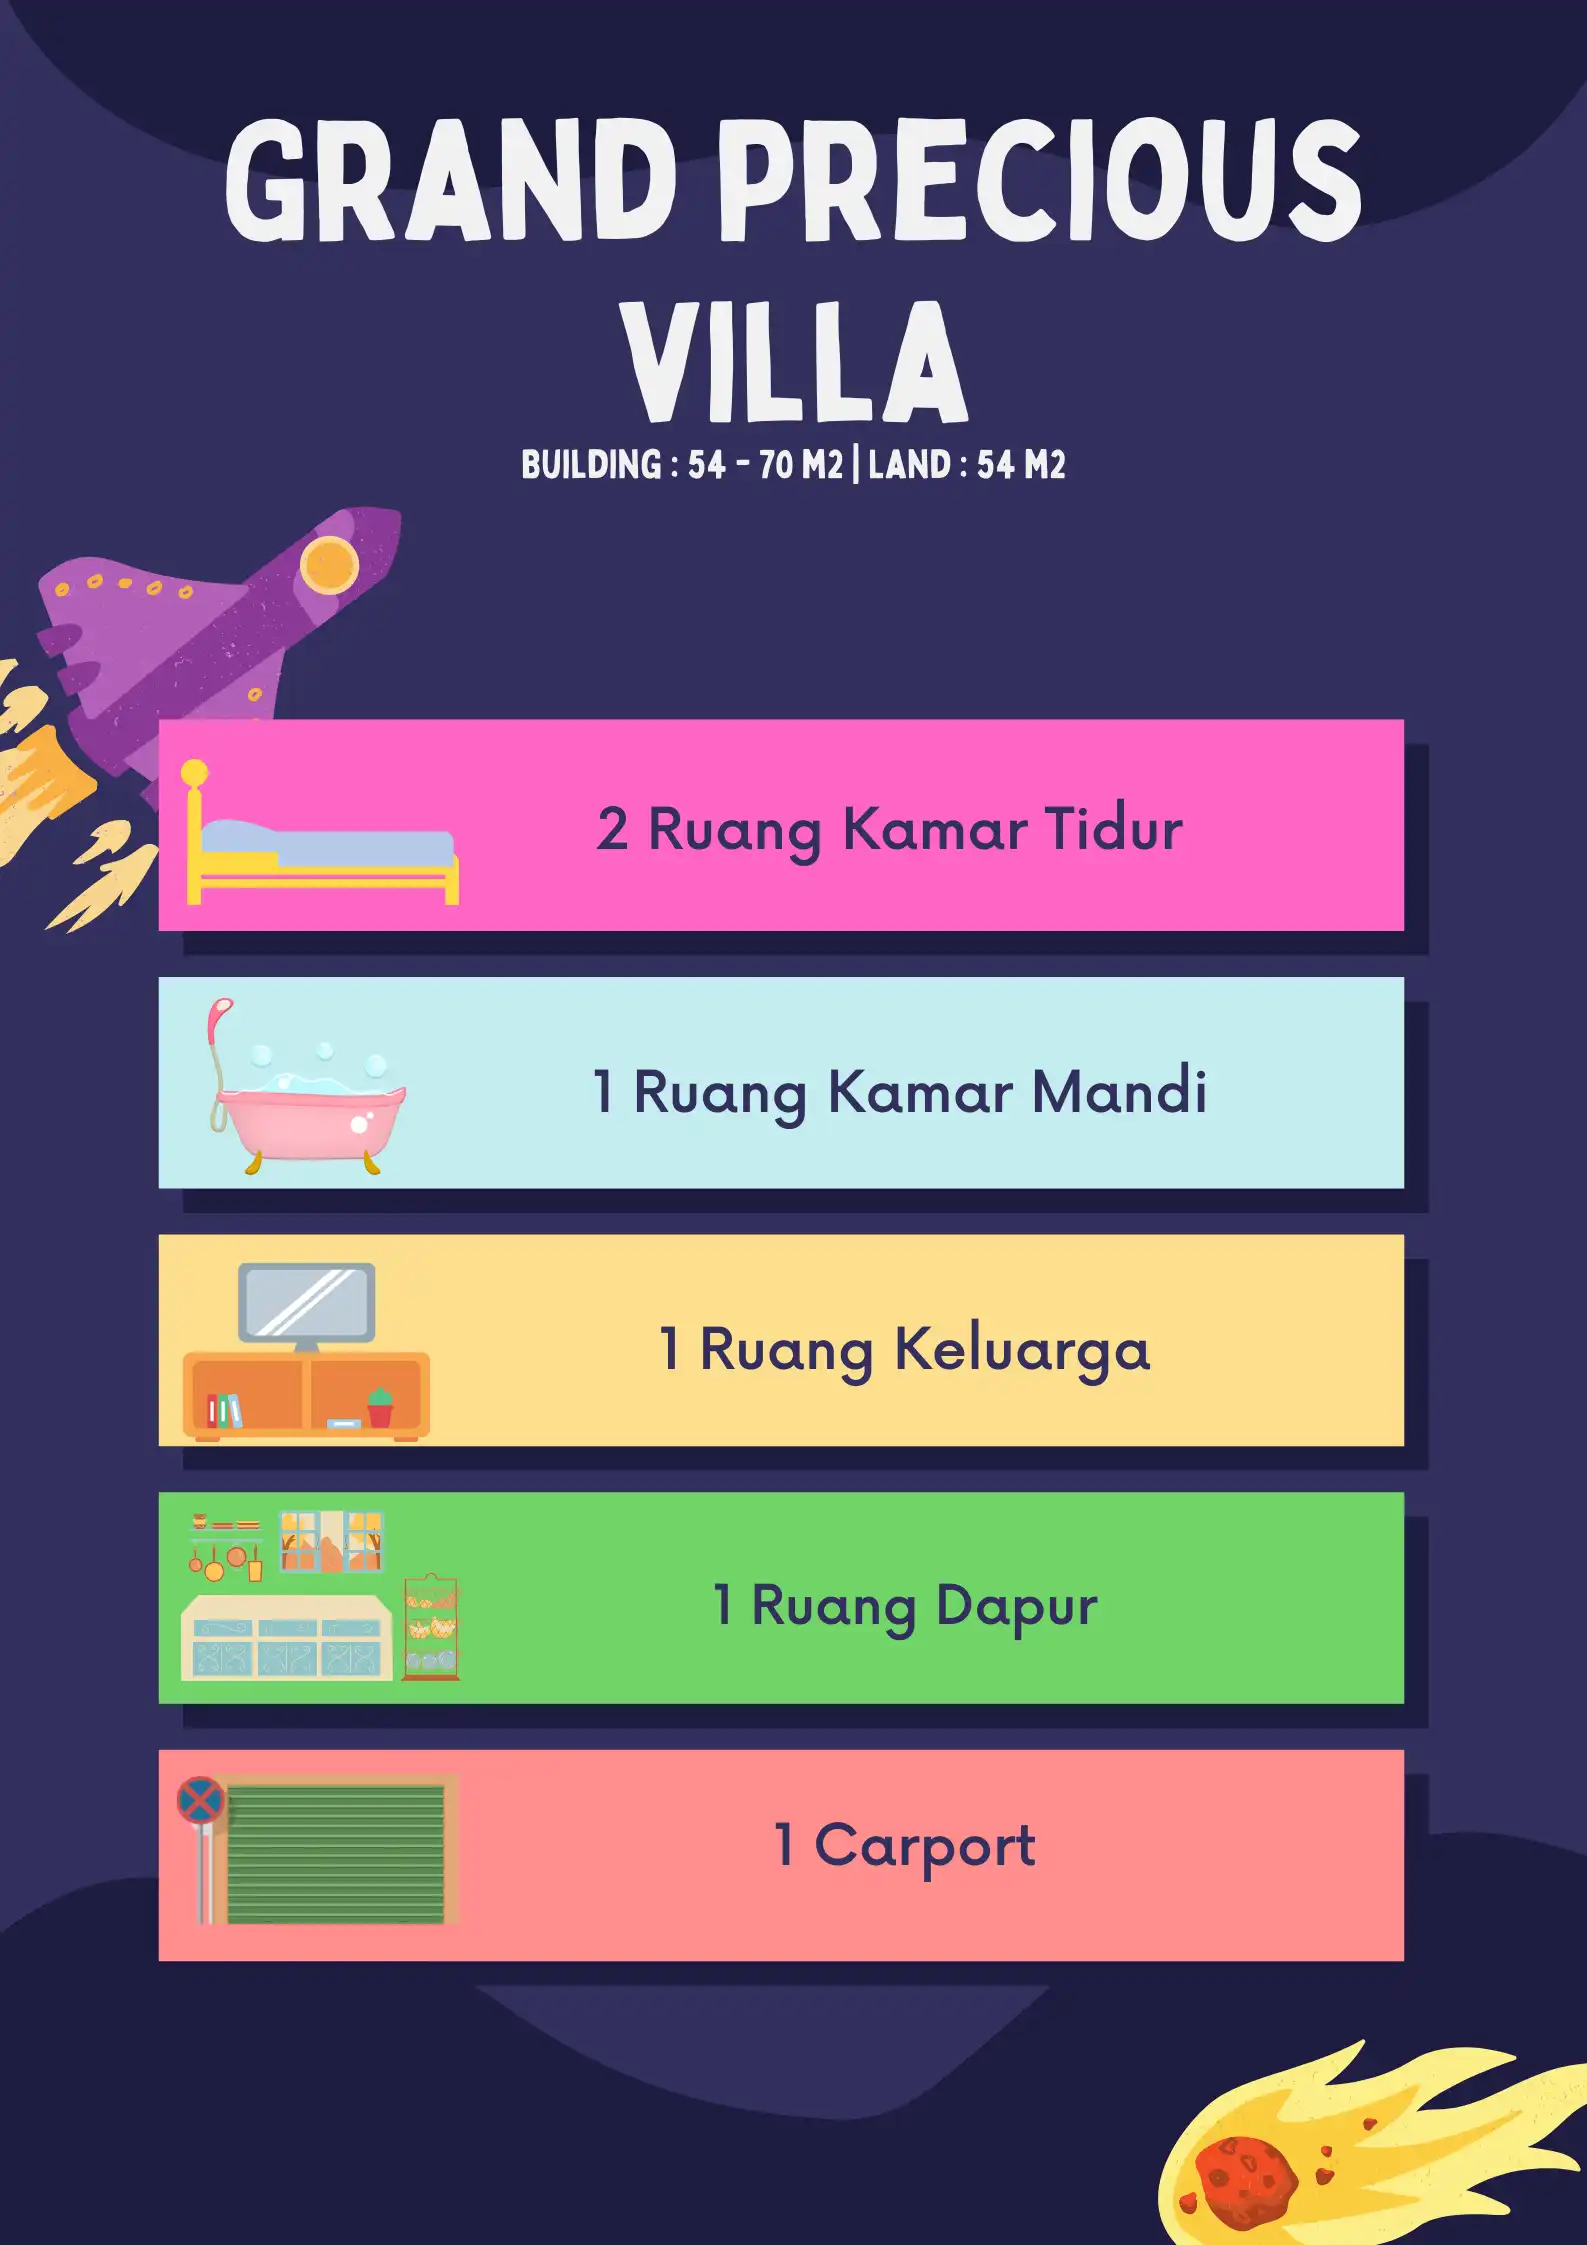 GRAND PRECIOUS
VILLA
BUILDING : 54 - 70 M2 | LAND : 54 M2
2 Ruang Kamar Tidur
1 Ruang Kamar Mandi
1 Ruang Keluarga
1 Ruang Dapur
1 Carport